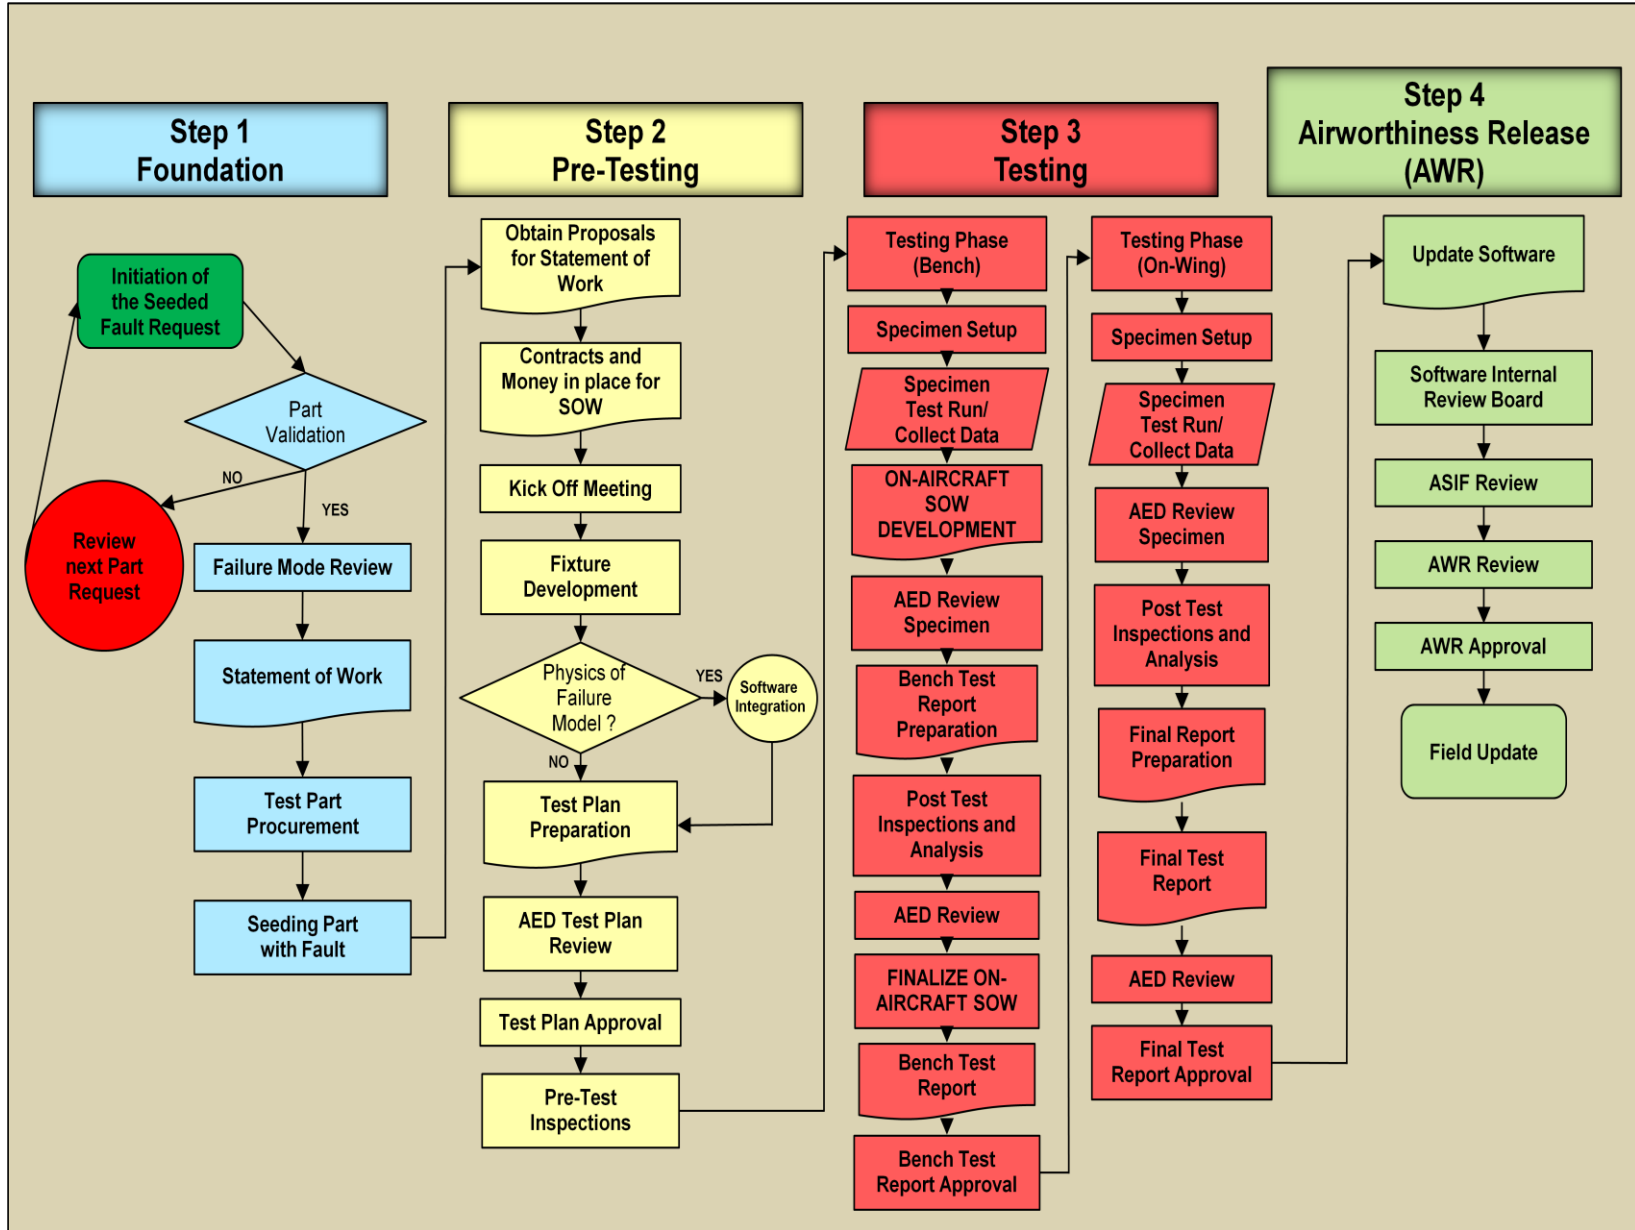 Step 1
Foundation
Initiation of
the Seeded
Fault Request
Part
Validation
NO
YES
Review
next Part
Request
Failure Mode Review
Statement of Work
Test Part
Procurement
Seeding Part
with Fault
Step 2
Pre-Testing
Obtain Proposals
for Statement of
Work
Contracts and
Money in place for
SOW
Kick Off Meeting
Fixture
Development
Physics of
Failure
Model ?
YES
Software
Integration
NO
Test Plan
Preparation
AED Test Plan
Review
Test Plan Approval
Pre-Test
Inspections
Step 3
Testing
Testing Phase
(Bench)
Specimen Setup
Specimen
Test Run/
Collect Data
ON-AIRCRAFT
SOW
DEVELOPMENT
AED Review
Specimen
Bench Test
Report
Preparation
Post Test
Inspections and
Analysis
AED Review
FINALIZE ON-
AIRCRAFT SOW
Bench Test
Report
Bench Test
Report Approval
Testing Phase
(On-Wing)
Specimen Setup
Specimen
Test Run/
Collect Data
AED Review
Specimen
Post Test
Inspections and
Analysis
Final Report
Preparation
Final Test
Report
AED Review
Final Test
Report Approval
Step 4
Airworthiness Release
(AWR)
Update Software
Software Internal
Review Board
ASIF Review
AWR Review
AWR Approval
Field Update